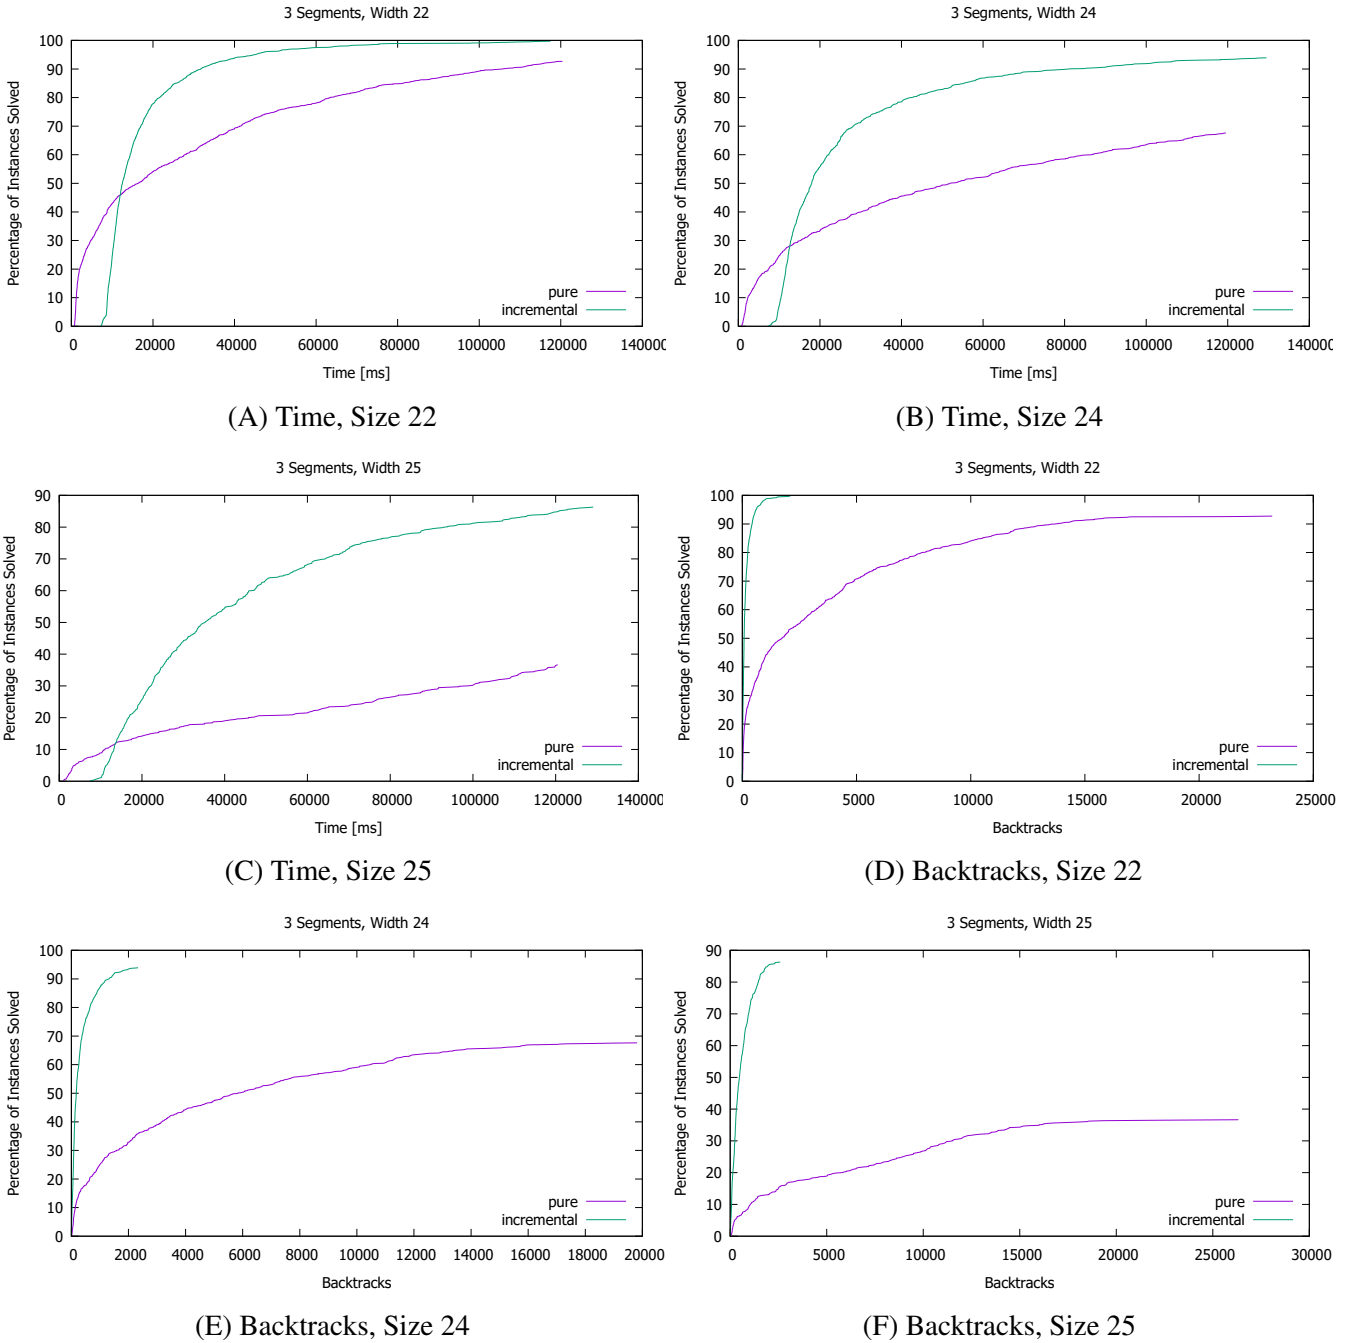 3 Segments, Width 22
Percentage of Instances Solved
100
90
80
70
60
50
40
30
20
10
0
0 20000 40000 60000 80000 100000 120000 14000
pure
incremental
Time [ms]
(A) Time, Size 22
3 Segments, Width 24
Percentage of Instances Solved
100
90
80
70
60
50
40
30
20
10
0
0 20000 40000 60000 80000 100000 120000 14000
pure
incremental
Time [ms]
(B) Time, Size 24
3 Segments, Width 25
Percentage of Instances Solved
90
80
70
60
50
40
30
20
10
0
0 20000 40000 60000 80000 100000 120000 14000
pure
incremental
Time [ms]
(C) Time, Size 25
3 Segments, Width 22
Percentage of Instances Solved
100
90
80
70
60
50
40
30
20
10
0
0 5000 10000 15000 20000 25000
pure
incremental
Backtracks
(D) Backtracks, Size 22
3 Segments, Width 24
Percentage of Instances Solved
100
90
80
70
60
50
40
30
20
10
0
0 2000 4000 6000 8000 10000 12000 14000 16000 18000 20000
pure
incremental
Backtracks
(E) Backtracks, Size 24
3 Segments, Width 25
Percentage of Instances Solved
90
80
70
60
50
40
30
20
10
0
0 5000 10000 15000 20000 25000 30000
pure
incremental
Backtracks
(F) Backtracks, Size 25